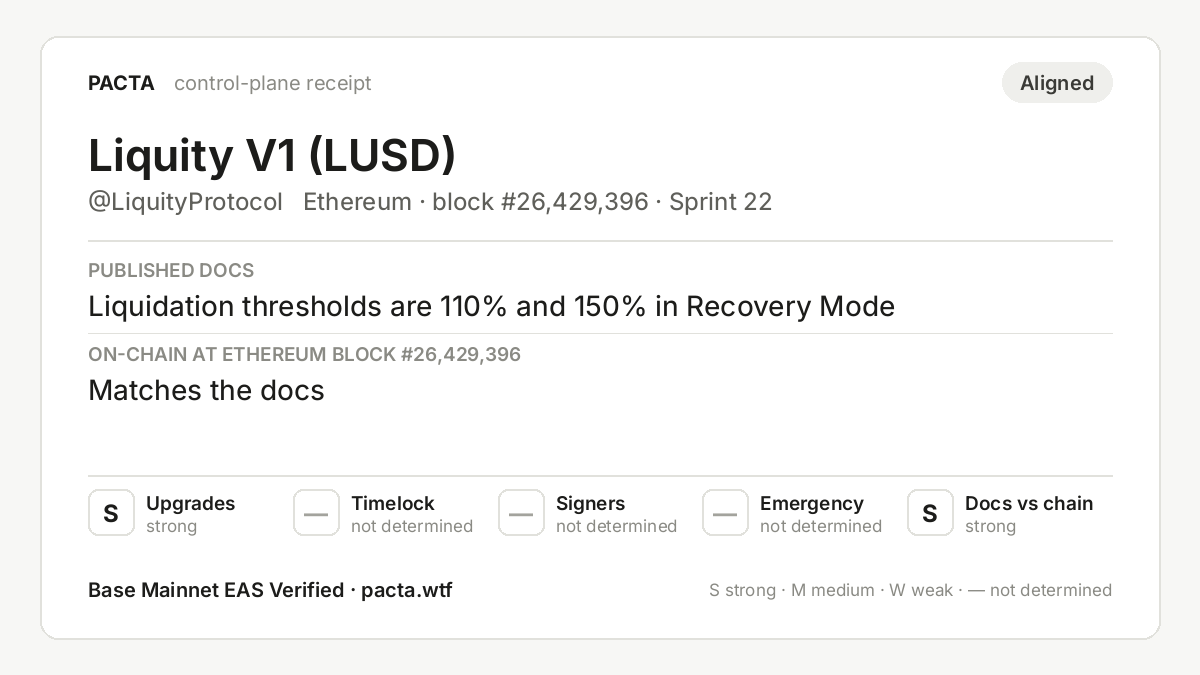 PACTA control-plane receipt Aligned
Liquity V1 (LUSD)
@LiquityProtocol Ethereum · block #26,429,396 · Sprint 22
PUBLISHED DOCS
Liquidation thresholds are 110% and 150% in Recovery Mode
ON-CHAIN AT ETHEREUM BLOCK #26,429,396
Matches the docs
S Upgrades — Timelock — Signers — Emergency S Docs vs chain
strong not determined not determined not determined strong
Base Mainnet EAS Verified · pacta.wtf S strong · M medium · W weak · — not determined